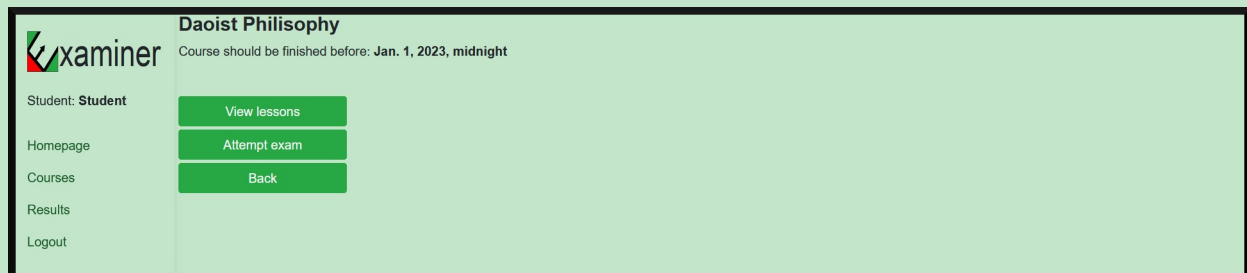 Examiner
Student: Student
Homepage
Courses
Results
Logout
Daoist Philisophy
Course should be finished before: Jan. 1, 2023, midnight
View lessons
Attempt exam
Back